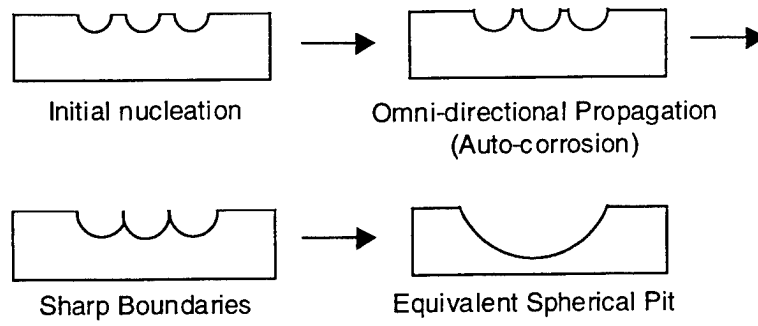 Initial nucleation
Omni-directional Propagation
(Auto-corrosion)
Sharp Boundaries
Equivalent Spherical Pit